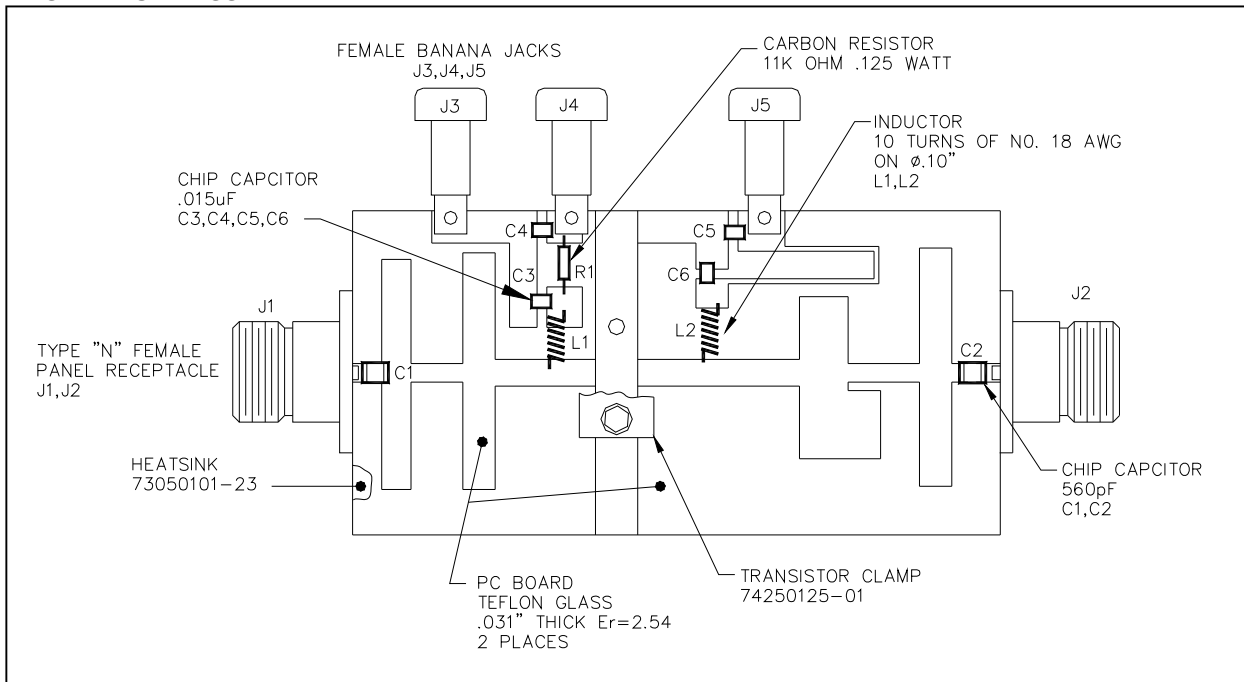 FEMALE BANANA JACKS
J3,J4,J5
CARBON RESISTOR
11K OHM .125 WATT
J3
J4
J5
INDUCTOR
10 TURNS OF NO. 18 AWG
ON ø.10"
L1,L2
CHIP CAPCITOR
.015uF
C3,C4,C5,C6
C4
C5
C3
R1
C6
J1
J2
L1
L2
TYPE "N" FEMALE
PANEL RECEPTACLE
J1,J2
C1
C2
HEATSINK
73050101-23
CHIP CAPCITOR
560pF
C1,C2
PC BOARD
TEFLON GLASS
.031" THICK Er=2.54
2 PLACES
TRANSISTOR CLAMP
74250125-01